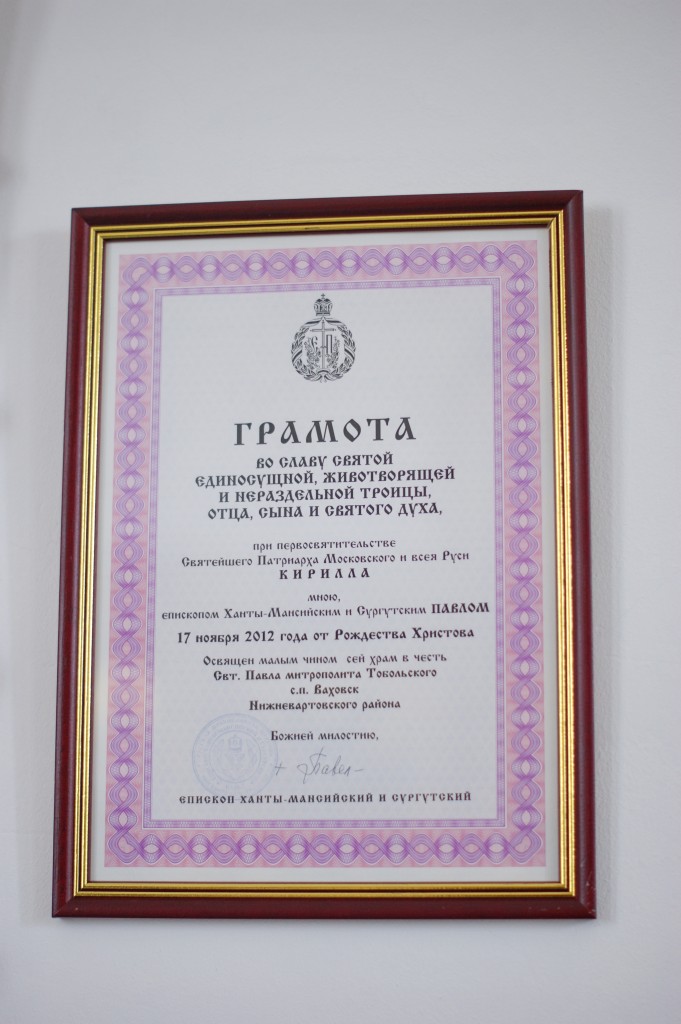 ГРАМОТА
ВО СЛАВУ СВЯТОЙ
ЕДИНОСУЩНОЙ, ЖИВОТВОРЯЩЕЙ
И НЕРАЗДЕЛЬНОЙ ТРОИЦЫ,
ОТЦА, СЫНА И СВЯТОГО ДУХА,
при первосвятительстве
Святейшего Патриарха Московского и всея Руси
КИРИЛЛА
мною,
епископом Ханты-Мансийским и Сургутским ПАВЛОМ
17 ноября 2012 года от Рождества Христова
Освящен малым чином сей храм в честь
Свт. Павла митрополита Тобольского
с.п. Ваховск
Нижневартовского района
Божией милостию,
+ Павел
ЕПИСКОП ХАНТЫ-МАНСИЙСКИЙ И СУРГУТСКИЙ